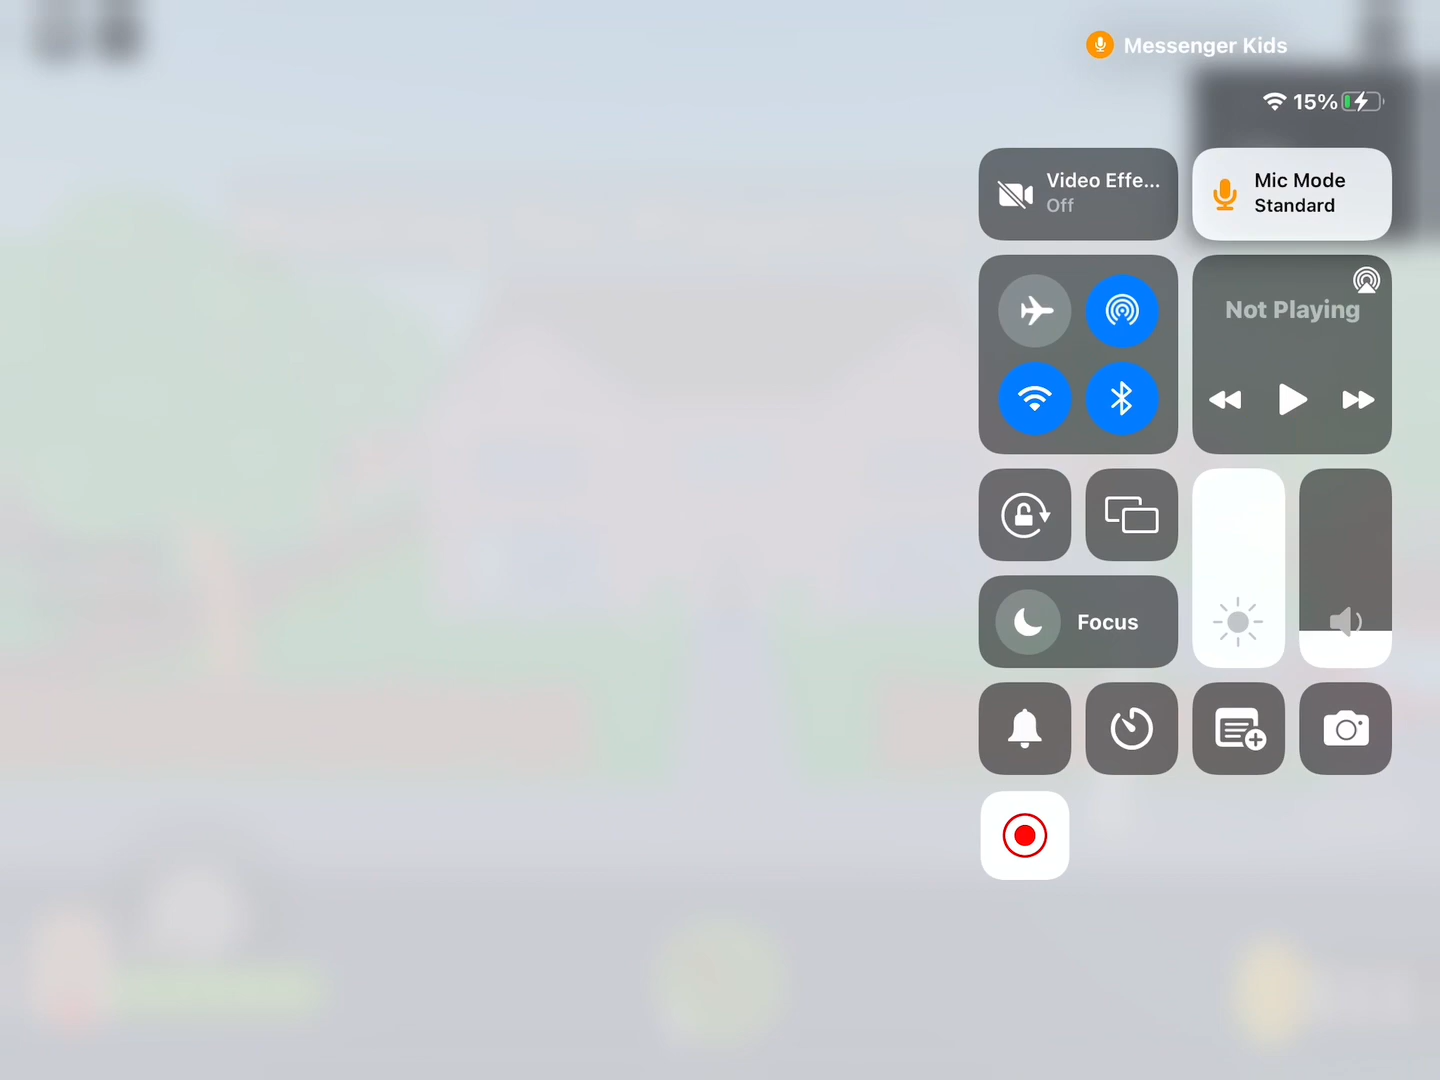 Messenger Kids
15%
Video Effe...
Off
Mic Mode
Standard
Not Playing
Focus